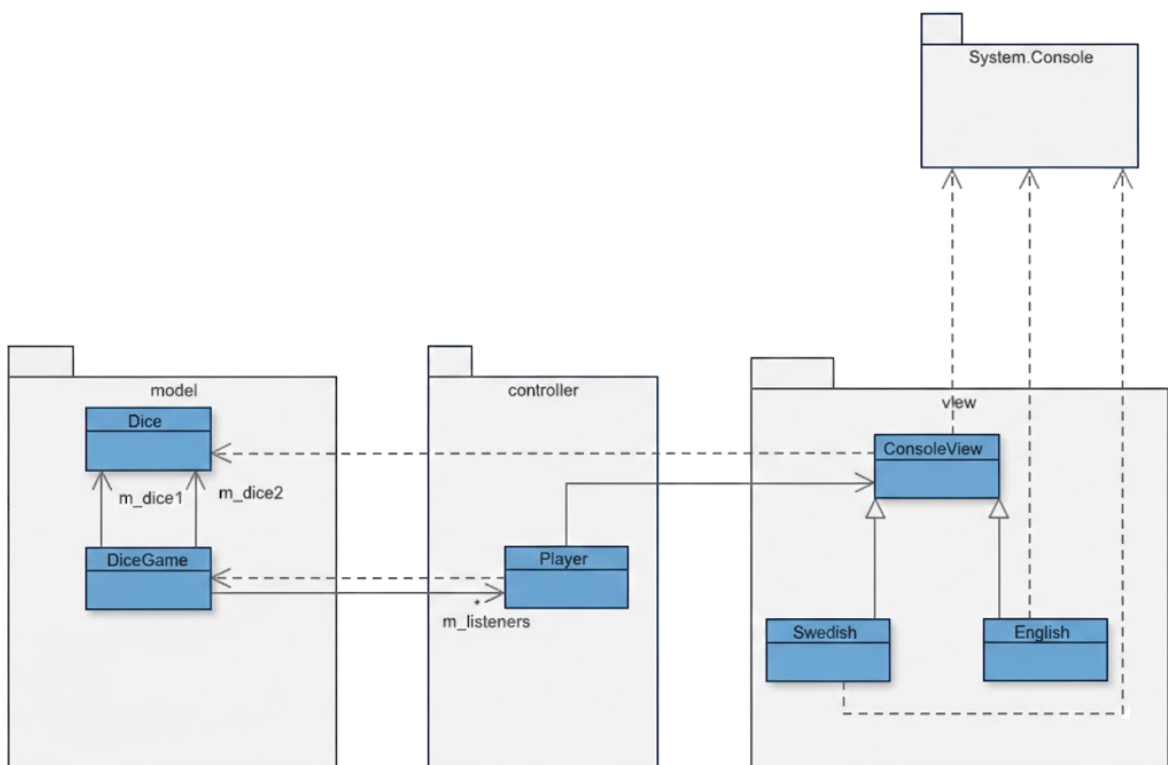 System.Console
model
controller
view
Dice
ConsoleView
m_dice1
m_dice2
DiceGame
Player
*
m_listeners
Swedish
English